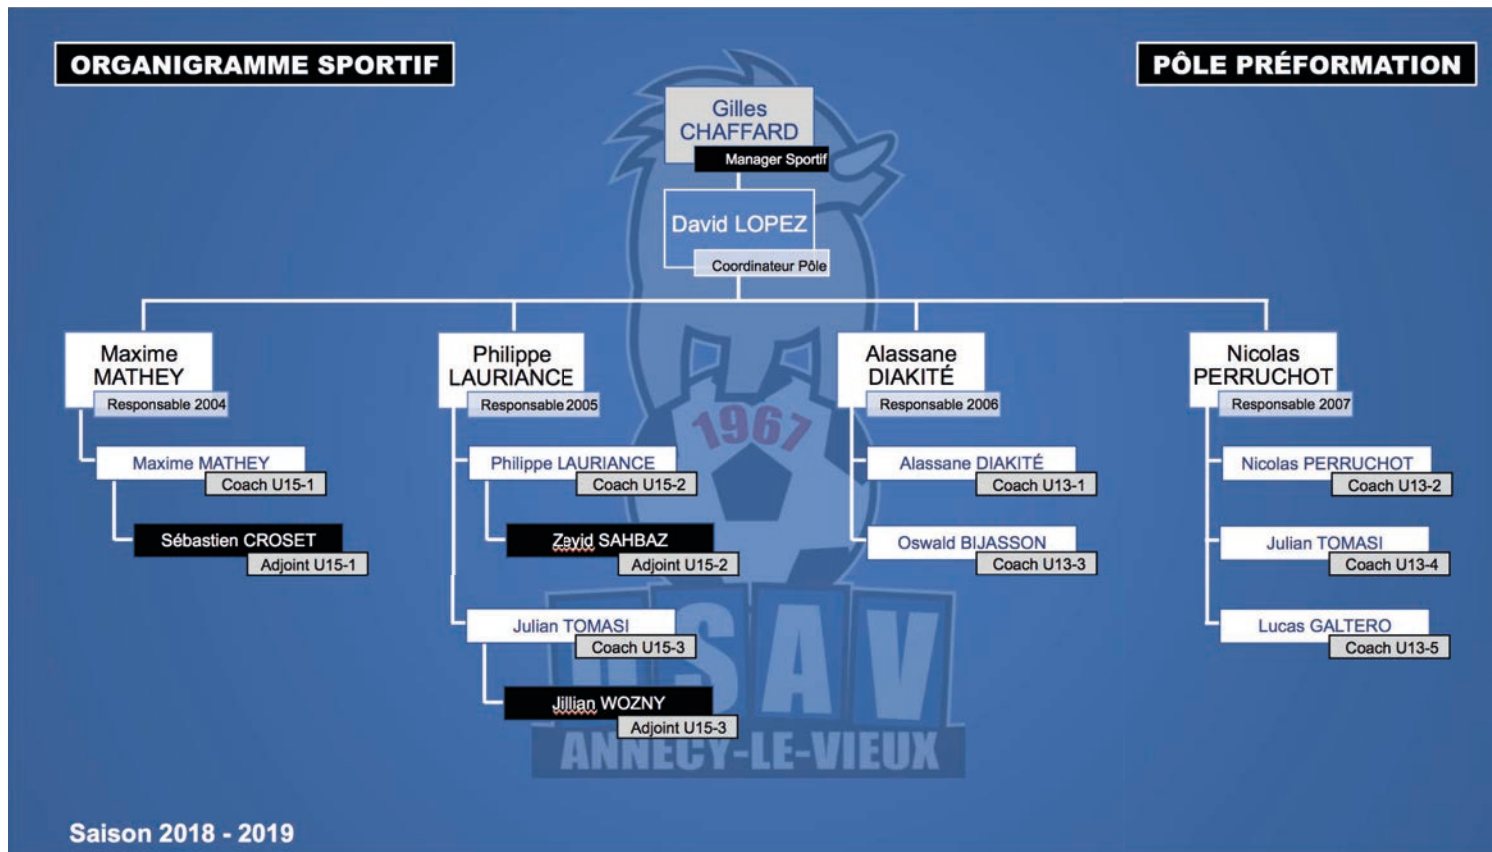 ORGANIGRAMME SPORTIF
PÔLE PRÉFORMATION
Gilles
CHAFFARD
Manager Sportif
David LOPEZ
Coordinateur Pôle
Maxime
MATHEY
Responsable 2004
Philippe
LAURIANCE
Responsable 2005
Alassane
DIAKITÉ
Responsable 2006
Nicolas
PERRUCHOT
Responsable 2007
1967
Maxime MATHEY
Coach U15-1
Sébastien CROSET
Adjoint U15-1
Philippe LAURIANCE
Coach U15-2
Zeyid SAHBAZ
Adjoint U15-2
Julian TOMASI
Coach U15-3
Jillian WOZNY
Adjoint U15-3
Alassane DIAKITÉ
Coach U13-1
Oswald BIJASSON
Coach U13-3
Nicolas PERRUCHOT
Coach U13-2
Julian TOMASI
Coach U13-4
Lucas GALTERO
Coach U13-5
USAV
ANNECY-LE-VIEUX
Saison 2018 - 2019